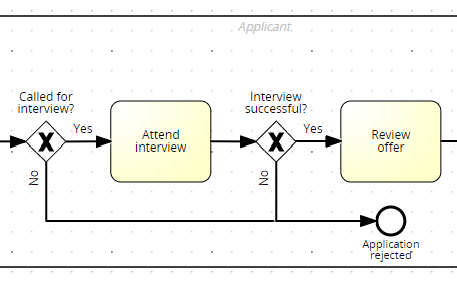 Applicant.
Called for
interview?
Yes
No
Attend
interview
Interview
successful?
Yes
No
Review
offer
Application
rejected